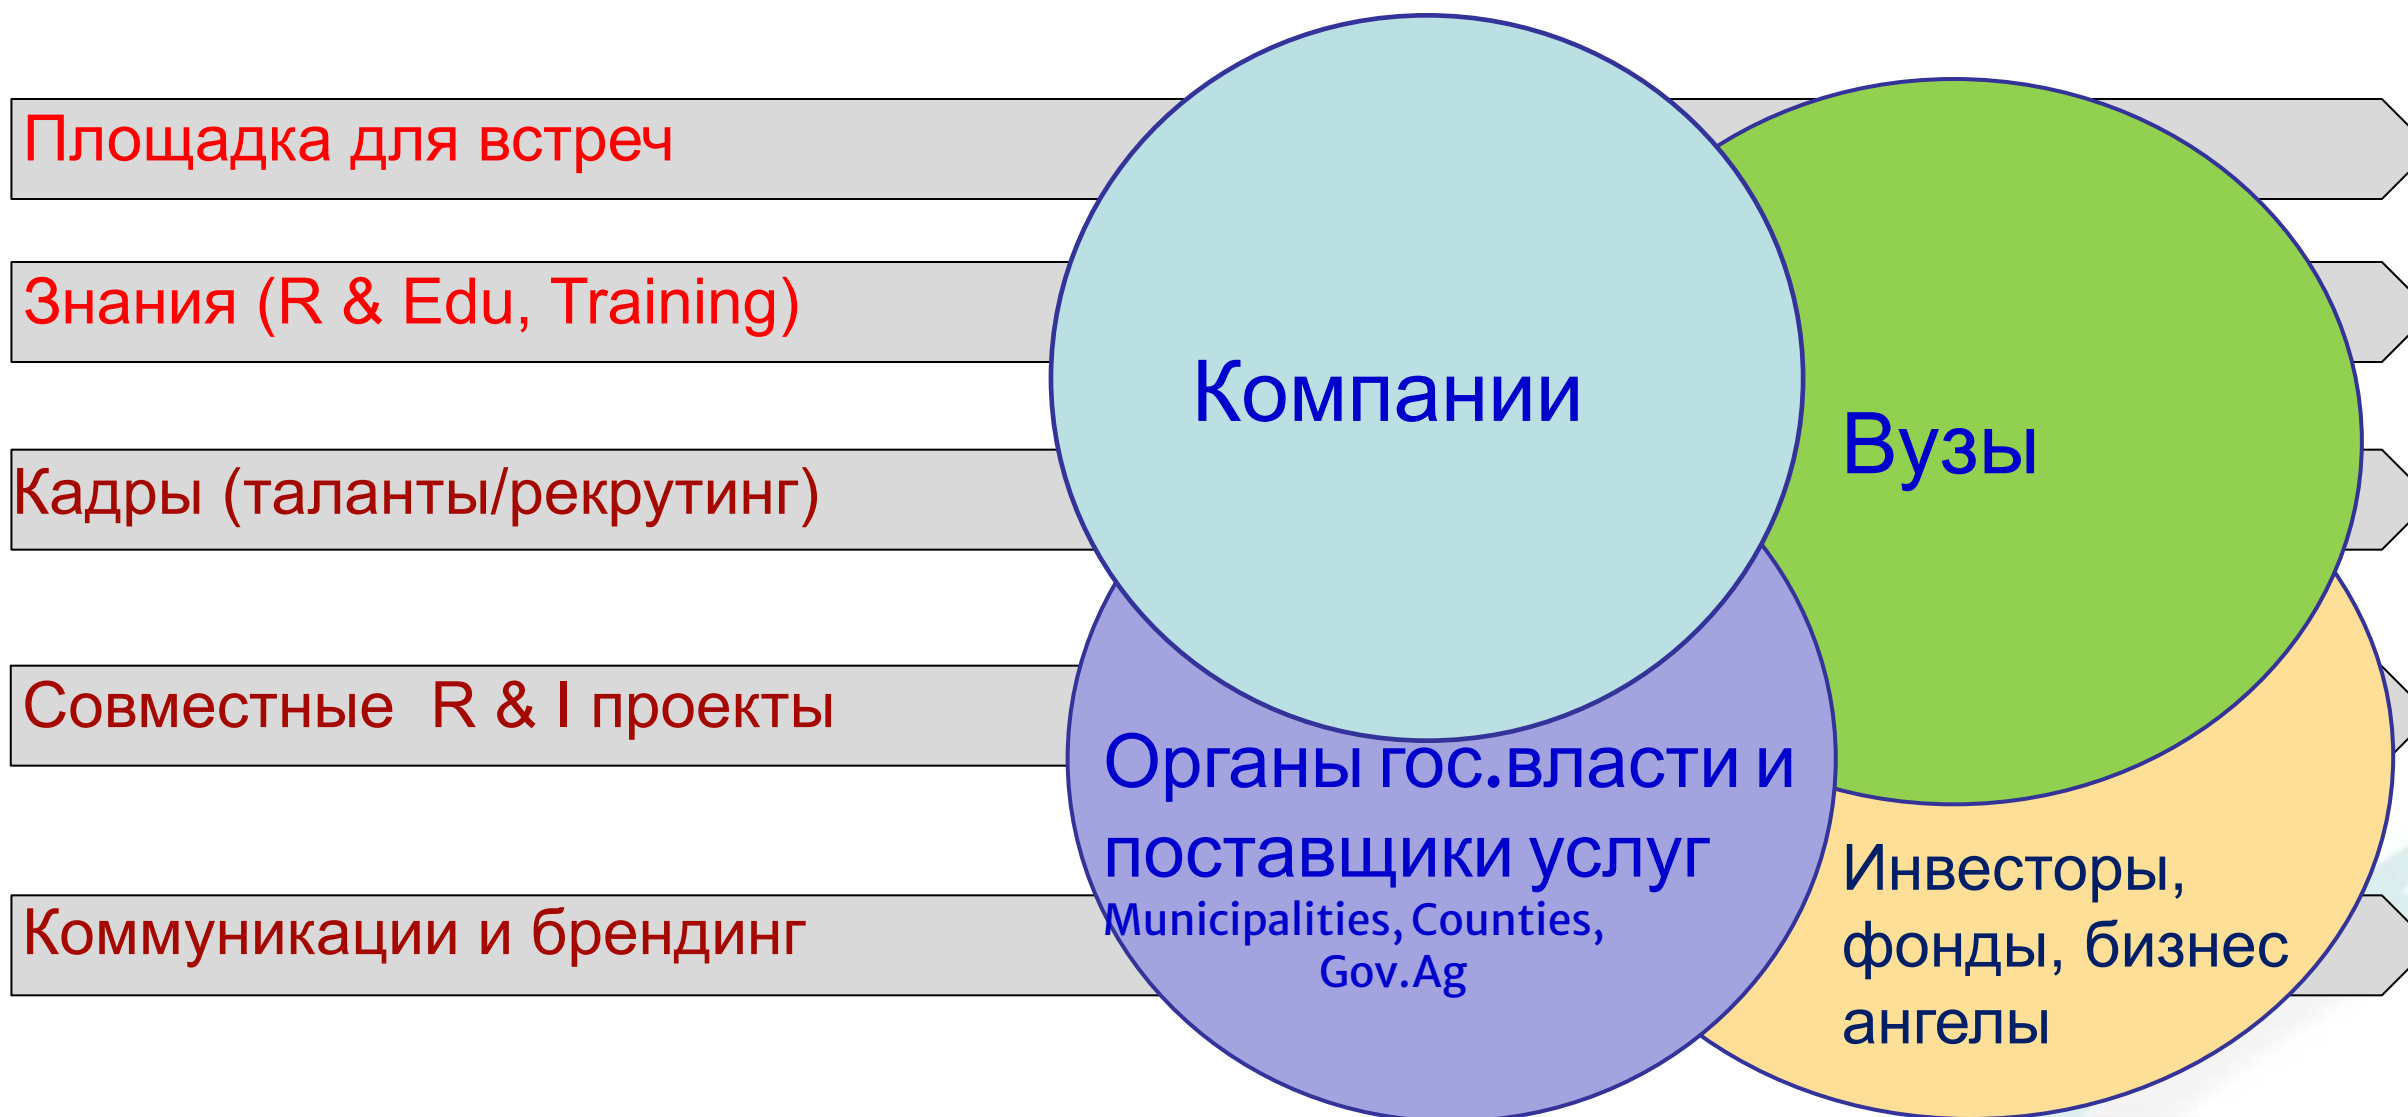 Площадка для встреч
Знания (R & Edu, Training)
Кадры (таланты/рекрутинг)
Совместные  R & I проекты
Коммуникации и брендинг
Компании
Вузы
Органы гос.власти и
поставщики услуг
Municipalities, Counties,
Gov.Ag
Инвесторы,
фонды, бизнес
ангелы